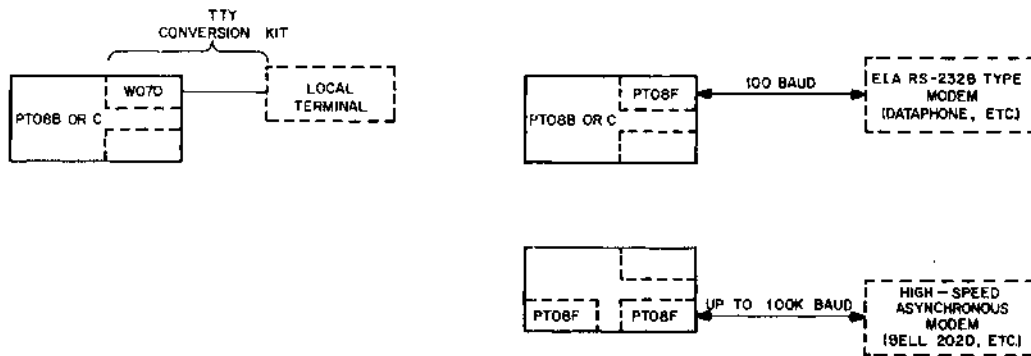 TTY
CONVERSION KIT
W070
LOCAL
TERMINAL
PT08B OR C
PT08F
PT08B OR C
100 BAUD
EIA RS-232B TYPE
MODEM
(DATAPHONE, ETC)
PT08F
PT08F
UP TO 100K BAUD
HIGH-SPEED
ASYNCHRONOUS
MODEM
(BELL 202D, ETC.)